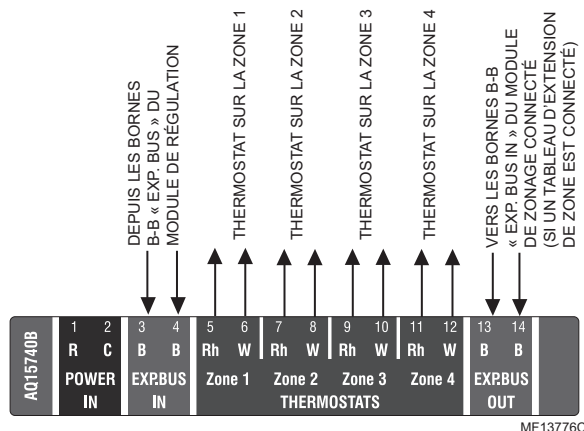 DEPUIS LES BORNES
B-B « EXP. BUS » DU
MODULE DE RÉGULATION
THERMOSTAT SUR LA ZONE 1
THERMOSTAT SUR LA ZONE 2
THERMOSTAT SUR LA ZONE 3
THERMOSTAT SUR LA ZONE 4
VERS LES BORNES B-B
« EXP. BUS IN » DU MODULE
DE ZONAGE CONNECTÉ
(SI UN TABLEAU D'EXTENSION
DE ZONE EST CONNECTÉ)
AQ15740B
1 2 3 4 5 6 7 8 9 10 11 12 13 14
R C B B Rh W Rh W Rh W Rh W B B
POWER EXP.BUS Zone 1 Zone 2 Zone 3 Zone 4 EXP.BUS
IN IN THERMOSTATS OUT
MF13776C